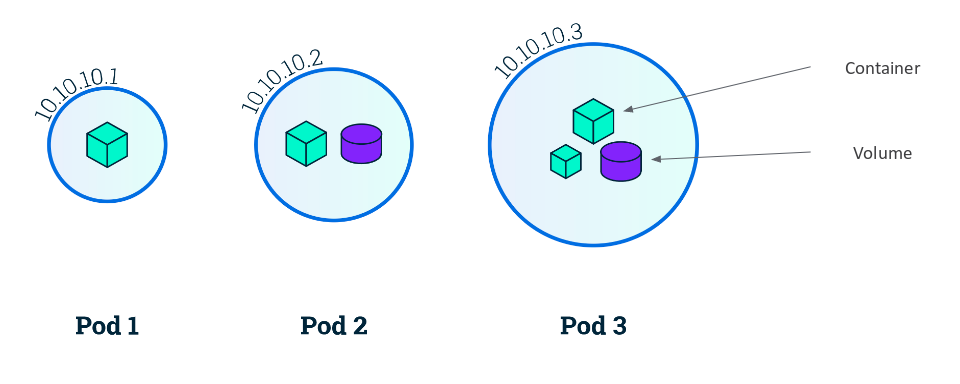 10.10.10.1
10.10.10.2
10.10.10.3
Container
Volume
Pod 1
Pod 2
Pod 3